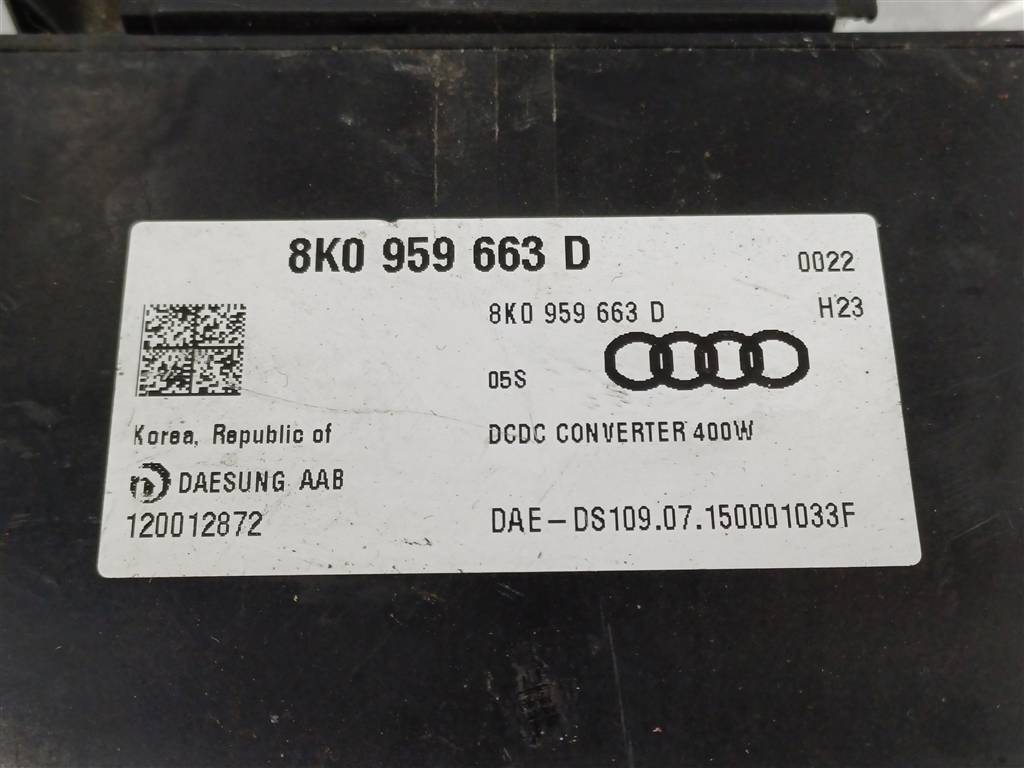 8K0 959 663 D
0022
8K0 959 663 D
H23
05S
Korea, Republic of
DCDC CONVERTER 400W
DAESUNG AAB
120012872
DAE-DS109.07.150001033F